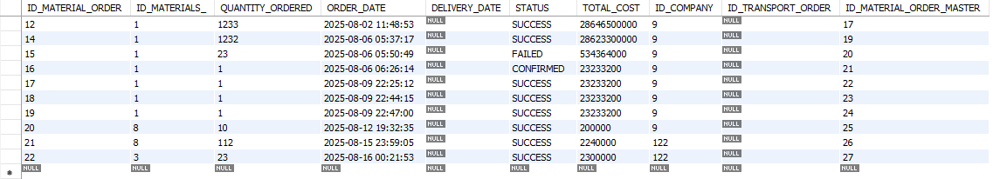 ID_MATERIAL_ORDER ID_MATERIALS_ QUANTITY_ORDERED ORDER_DATE DELIVERY_DATE STATUS TOTAL_COST ID_COMPANY ID_TRANSPORT_ORDER ID_MATERIAL_ORDER_MASTER
12 1 1233 2025-08-02 11:48:53 NULL SUCCESS 28646500000 9 NULL 17
14 1 1232 2025-08-06 05:37:17 NULL SUCCESS 28623300000 9 NULL 19
15 1 23 2025-08-06 05:50:49 NULL FAILED 534364000 9 NULL 20
16 1 1 2025-08-06 06:26:14 NULL CONFIRMED 23233200 9 NULL 21
17 1 1 2025-08-09 22:25:12 NULL SUCCESS 23233200 9 NULL 22
18 1 1 2025-08-09 22:44:15 NULL SUCCESS 23233200 9 NULL 23
19 1 1 2025-08-09 22:47:00 NULL SUCCESS 23233200 9 NULL 24
20 8 10 2025-08-12 19:32:35 NULL SUCCESS 200000 9 NULL 25
21 8 112 2025-08-15 23:59:05 NULL SUCCESS 2240000 122 NULL 26
22 3 23 2025-08-16 00:21:53 NULL SUCCESS 2300000 122 NULL 27
NULL NULL NULL NULL NULL NULL NULL NULL NULL NULL